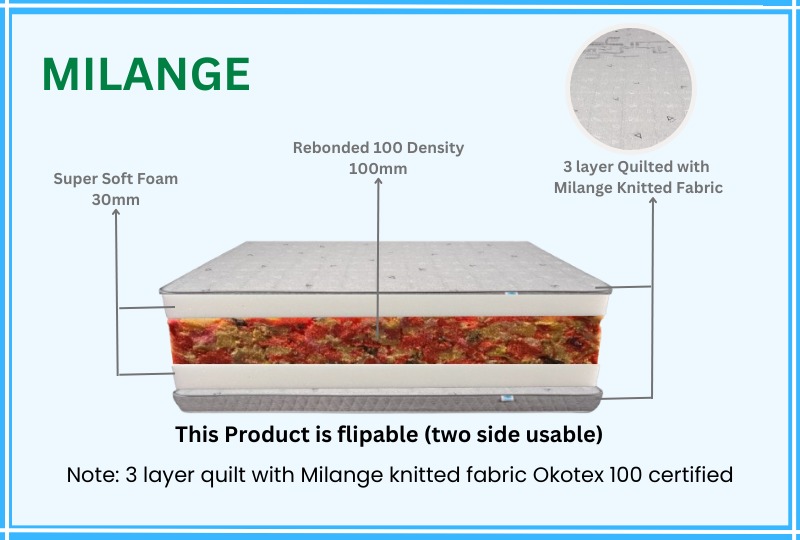 MILANGE
Rebonded 100 Density
100mm
3 layer Quilted with
Milange Knitted Fabric
Super Soft Foam
30mm
This Product is flipable (two side usable)
Note: 3 layer quilt with Milange knitted fabric Okotex 100 certified